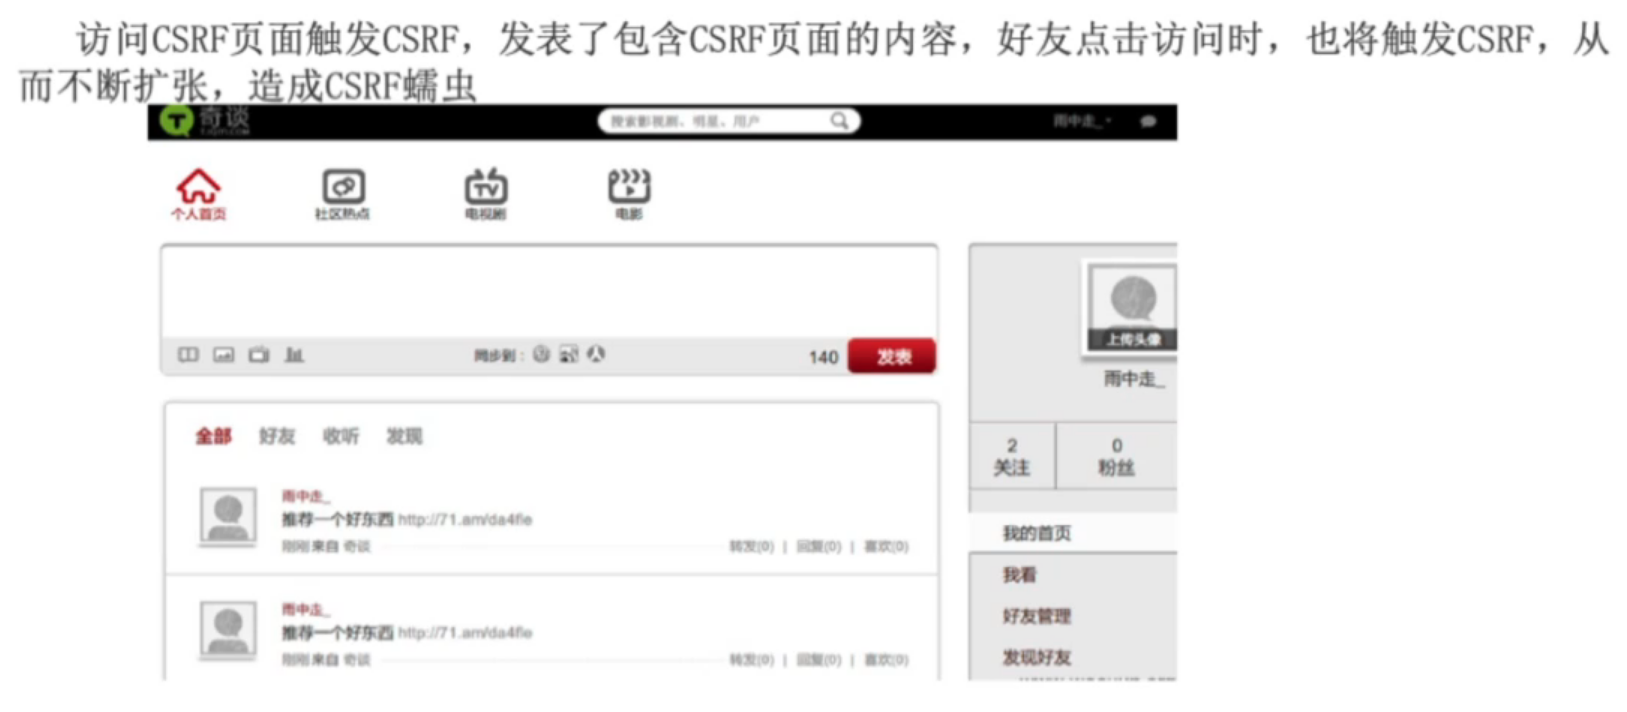 访问CSRF页面触发CSRF，发表了包含CSRF页面的内容，好友点击访问时，也将触发CSRF，从
而不断扩张，造成CSRF蠕虫
奇谈
搜索影视剧、明星、用户
雨中走_
个人首页
社区热点
TV
电视剧
电影
上传头像
雨中走_
同步到：
140
发表
2
关注
0
粉丝
全部 好友 收听 发现
雨中走_
推荐一个好东西 http://71.am/da4fie
刚刚 来自 奇谈
转发(0) | 回复(0) | 喜欢(0)
雨中走_
推荐一个好东西 http://71.am/da4fie
刚刚 来自 奇谈
转发(0) | 回复(0) | 喜欢(0)
我的首页
我看
好友管理
发现好友